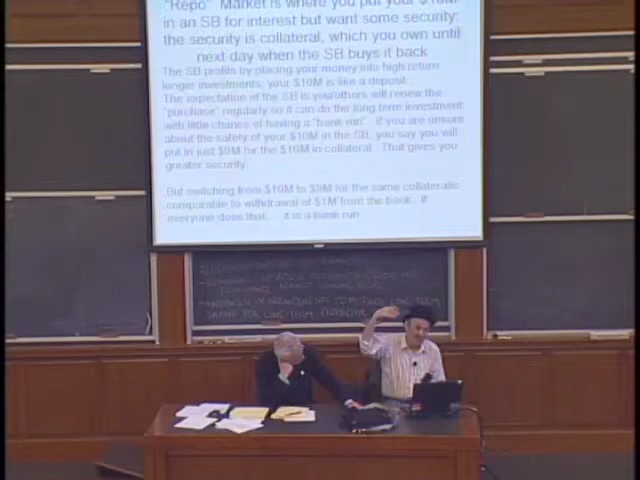 "Repo" Market is where you put your $10M
in an SB for interest but want some security:
the security is collateral, which you own until
next day when the SB buys it back
The SB profits by placing your money into high return
longer investments; your $10M is like a deposit...
The expectation of the SB is you/others will renew the
"purchase" regularly so it can do the long term investment
with little chance of having a "bank run". If you are unsure
about the safety of your $10M in the SB, you say you will
put in just $9M for the $10M in collateral. That gives you
greater security.
But switching from $10M to $9M for the same collateral is
comparable to withdrawal of $1M from the bank. If
everyone does that.... it is a bank run